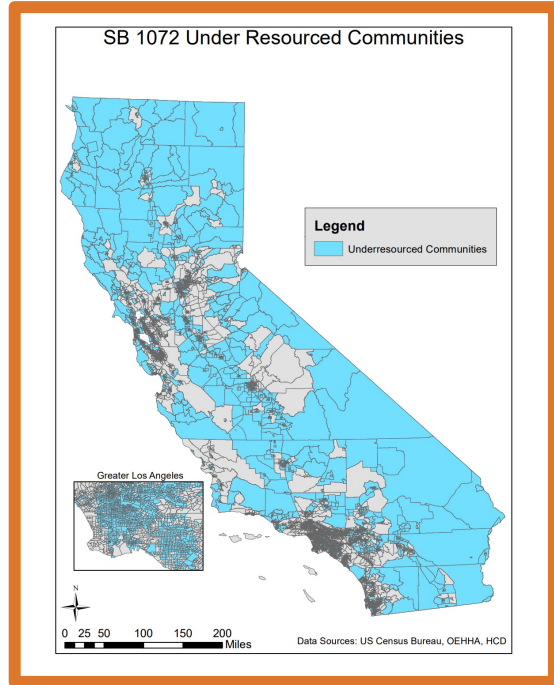 SB 1072 Under Resourced Communities
Legend
Underresourced Communities
Greater Los Angeles
N
0 25 50 100 150 200
Miles
Data Sources: US Census Bureau, OEHHA, HCD